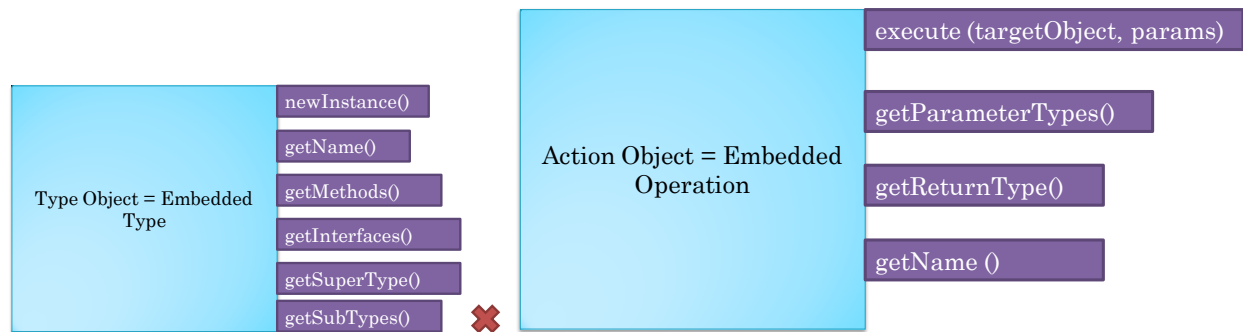 Type Object = Embedded
Type
newInstance()
getName()
getMethods()
getInterfaces()
getSuperType()
getSubTypes()
Action Object = Embedded
Operation
execute (targetObject, params)
getParameterTypes()
getReturnType()
getName ()